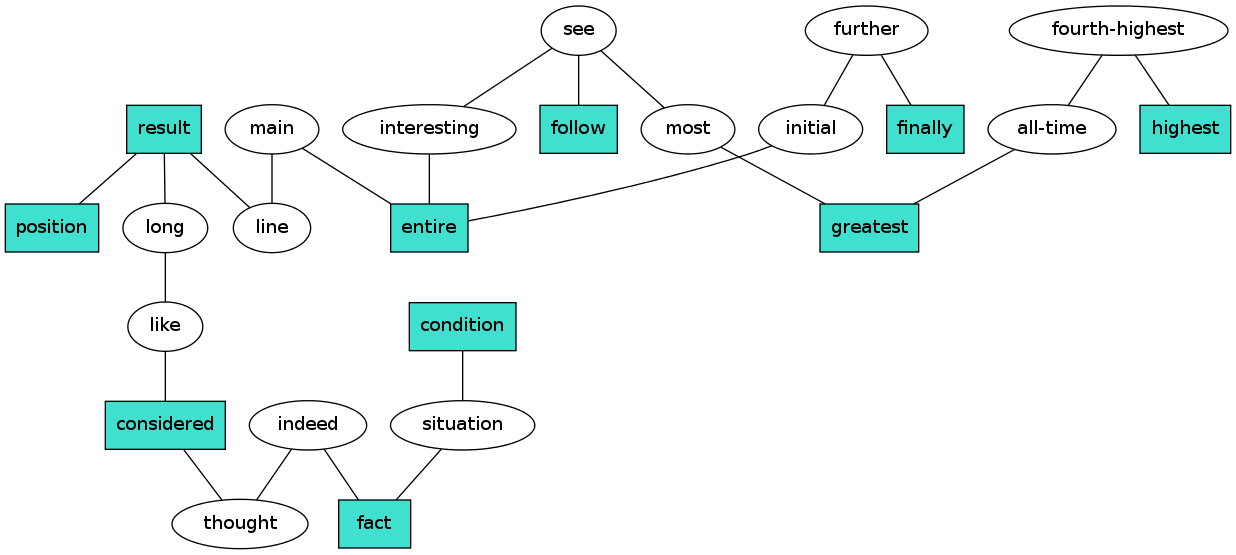 see
further
fourth-highest
result
main
interesting
follow
most
initial
finally
all-time
highest
position
long
line
entire
greatest
like
condition
considered
indeed
situation
thought
fact